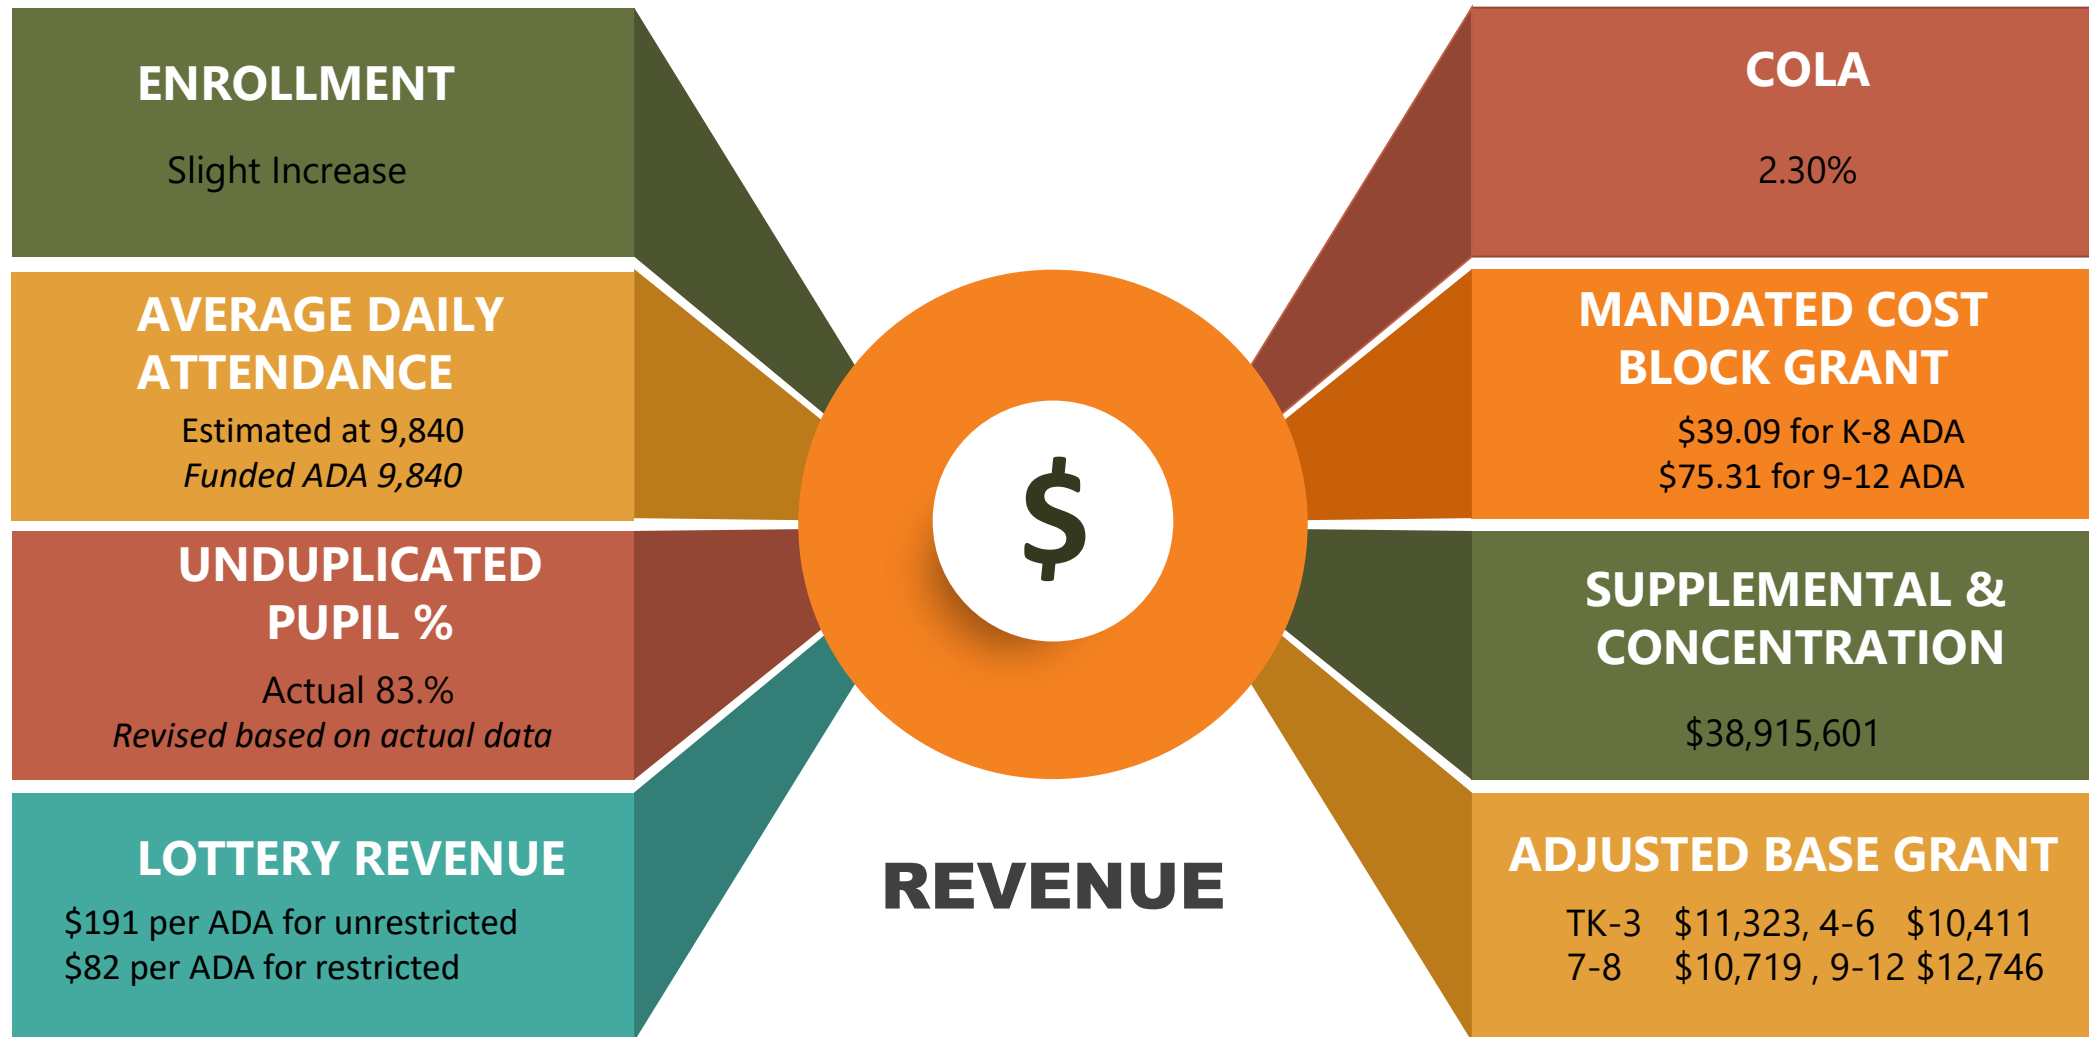 ENROLLMENT
Slight Increase
AVERAGE DAILY
ATTENDANCE
Estimated at 9,840
Funded ADA 9,840
UNDUPLICATED
PUPIL %
Actual 83.%
Revised based on actual data
LOTTERY REVENUE
$191 per ADA for unrestricted
$82 per ADA for restricted
$
REVENUE
COLA
2.30%
MANDATED COST
BLOCK GRANT
$39.09 for K-8 ADA
$75.31 for 9-12 ADA
SUPPLEMENTAL &
CONCENTRATION
$38,915,601
ADJUSTED BASE GRANT
TK-3 $11,323, 4-6 $10,411
7-8 $10,719 , 9-12 $12,746